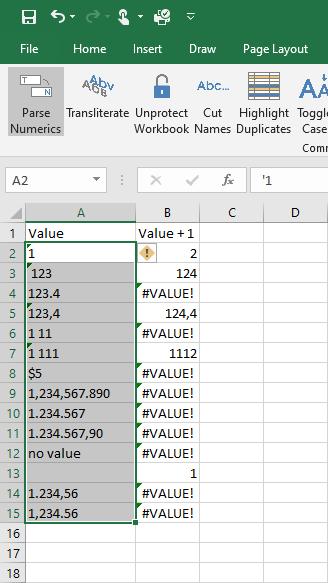 File Home Insert Draw Page Layout
Parse Numerics
Transliterate
Unprotect Workbook
Cut Names
Highlight Duplicates
Case
A2 fx '1
A B C D
1 Value Value + 1
2 1 2
3 123 124
4 123.4 #VALUE!
5 123,4 124,4
6 1 11 #VALUE!
7 1 111 1112
8 $5 #VALUE!
9 1,234,567.890 #VALUE!
10 1.234.567 #VALUE!
11 1.234.567,90 #VALUE!
12 no value #VALUE!
13 1
14 1.234,56 #VALUE!
15 1,234.56 #VALUE!
16
17
18